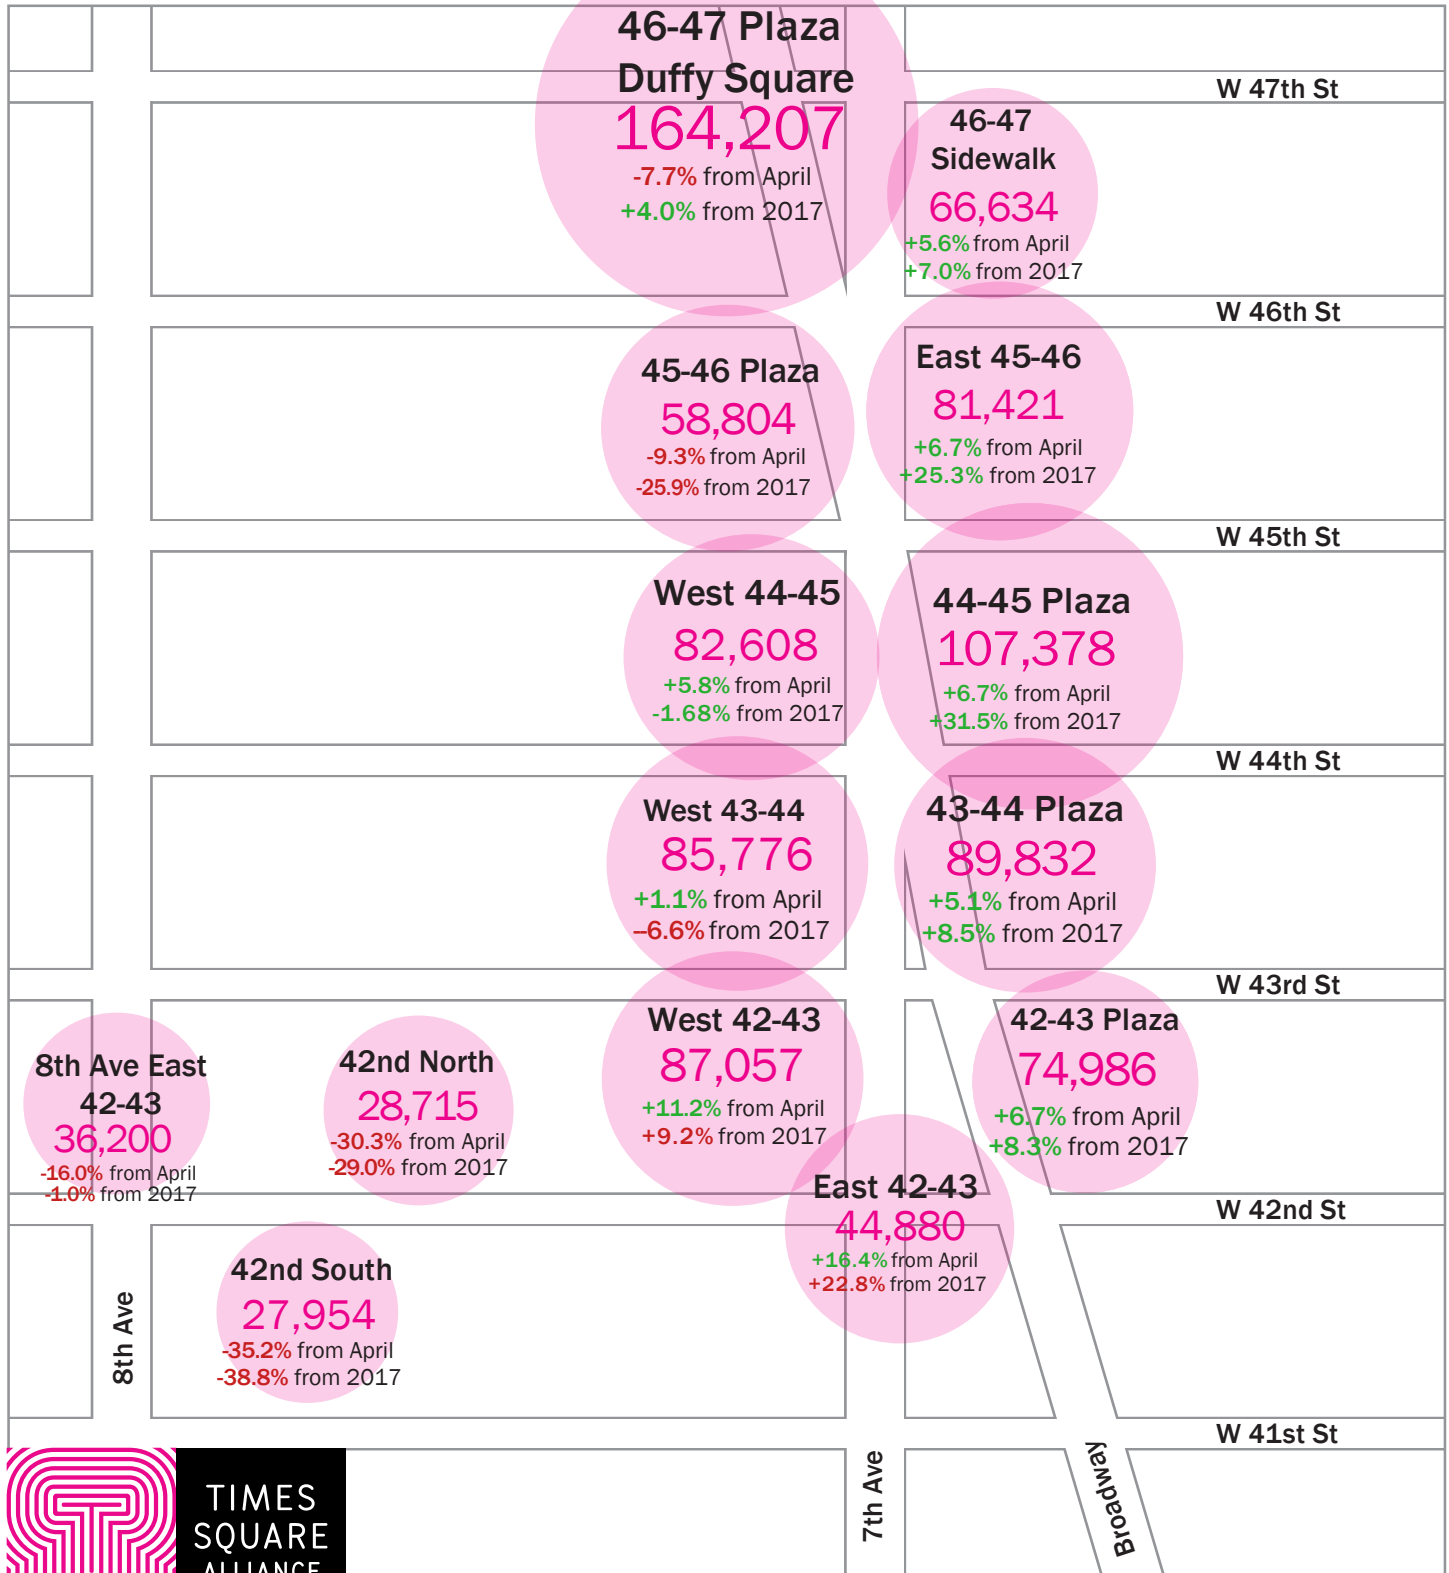 46-47 Plaza
Duffy Square
164,207
-7.7% from April
+4.0% from 2017
W 47th St
46-47
Sidewalk
66,634
+5.6% from April
+7.0% from 2017
W 46th St
45-46 Plaza
58,804
-9.3% from April
-25.9% from 2017
East 45-46
81,421
+6.7% from April
+25.3% from 2017
W 45th St
West 44-45
82,608
+5.8% from April
-1.68% from 2017
44-45 Plaza
107,378
+6.7% from April
+31.5% from 2017
W 44th St
West 43-44
85,776
+1.1% from April
--6.6% from 2017
43-44 Plaza
89,832
+5.1% from April
+8.5% from 2017
W 43rd St
8th Ave East
42-43
36,200
-16.0% from April
-1.0% from 2017
42nd North
28,715
-30.3% from April
-29.0% from 2017
West 42-43
87,057
+11.2% from April
+9.2% from 2017
42-43 Plaza
74,986
+6.7% from April
+8.3% from 2017
East 42-43
44,880
+16.4% from April
+22.8% from 2017
W 42nd St
42nd South
27,954
-35.2% from April
-38.8% from 2017
8th Ave
W 41st St
7th Ave
Broadway
TIMES
SQUARE
ALLIANCE